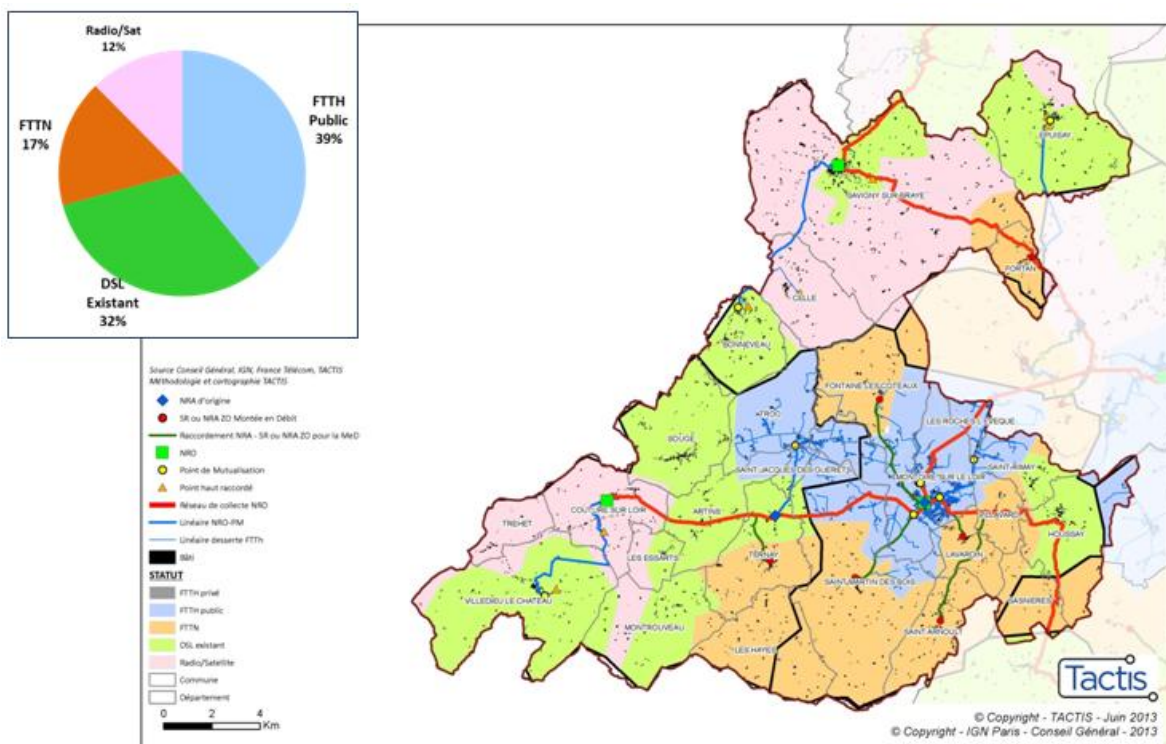 Radio/Sat
12%
FTTH
Public
39%
FTTN
17%
DSL
Existant
32%
Source Conseil Général, IGN, France Télécom, TACTIS
Méthodologie et cartographie TACTIS
NRA d'origine
SR ou NRA ZO Montée en Débit
Raccordement NRA - SR ou NRA ZO pour la MeD
NRO
Point de Mutualisation
Point haut raccordé
Réseau de collecte NRO
Linéaire NRO-PM
Linéaire desserte FTTh
Bâti
STATUT
FTTH privé
FTTH public
FTTN
DSL existant
Radio/Satellite
Commune
Département
0 2 4
Km
EPUISAY
SAVIGNY SUR BRAYE
FORTAN
CELLE
BONNEVEAU
FONTAINE LES COTEAUX
TROO
LES ROCHES L'EVEQUE
SOUGE
SAINT JACQUES DES GUERETS
SAINT RIMAY
MONTOIRE SUR LE LOIR
COUTURE SUR LOIR
ARTINS
TREHET
VILLAVARD
HOUSSAY
LES ESSARTS
TERNAY
LAVARDIN
VILLEDIEU LE CHATEAU
SAINT MARTIN DES BOIS
SASNIERES
MONTROUVEAU
SAINT ARNOULT
LES HAYES
Tactis
© Copyright - TACTIS - Juin 2013
© Copyright - IGN Paris - Conseil Général - 2013